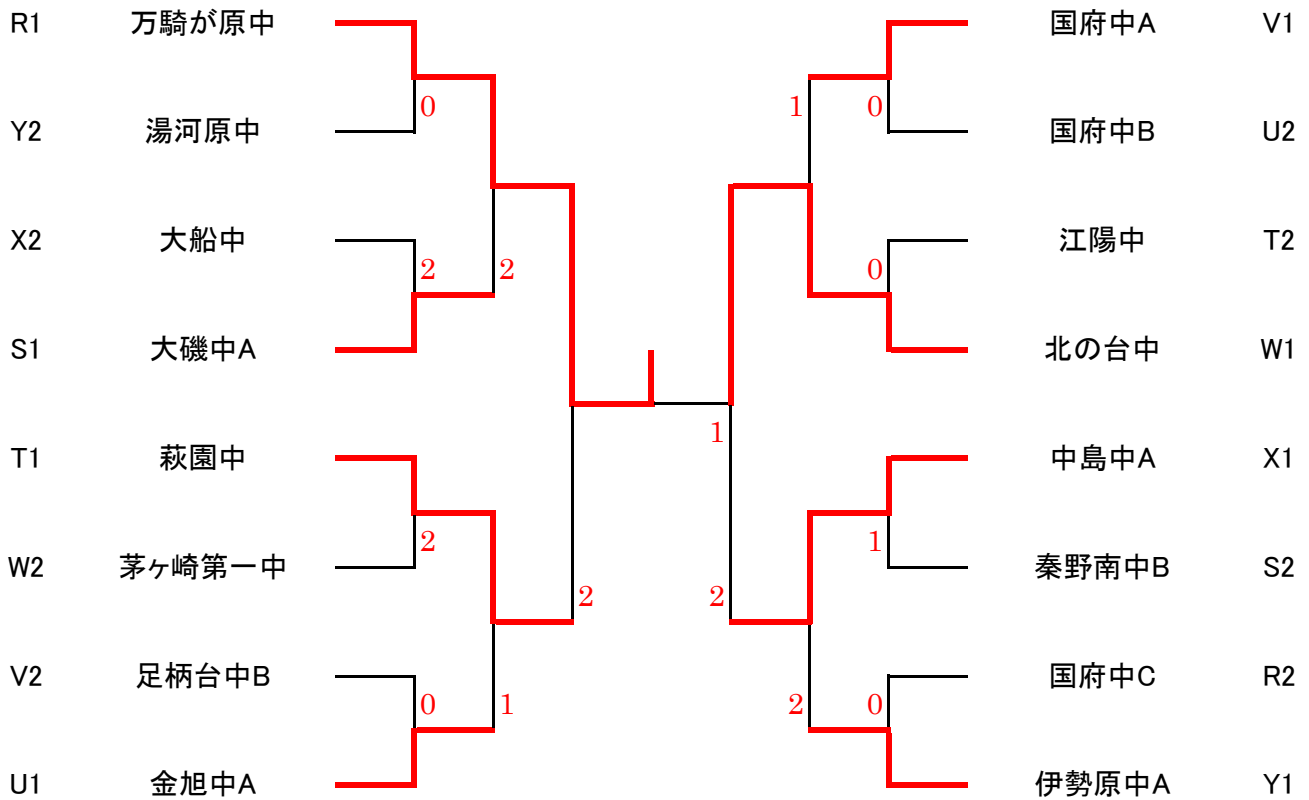 R1 万騎が原中 国府中A V1
0 1 0
Y2 湯河原中 国府中B U2
X2 大船中 江陽中 T2
2 2 0
S1 大磯中A 北の台中 W1
1
T1 萩園中 中島中A X1
2 1
W2 茅ヶ崎第一中 秦野南中B S2
2 2
V2 足柄台中B 国府中C R2
0 1 2 0
U1 金旭中A 伊勢原中A Y1